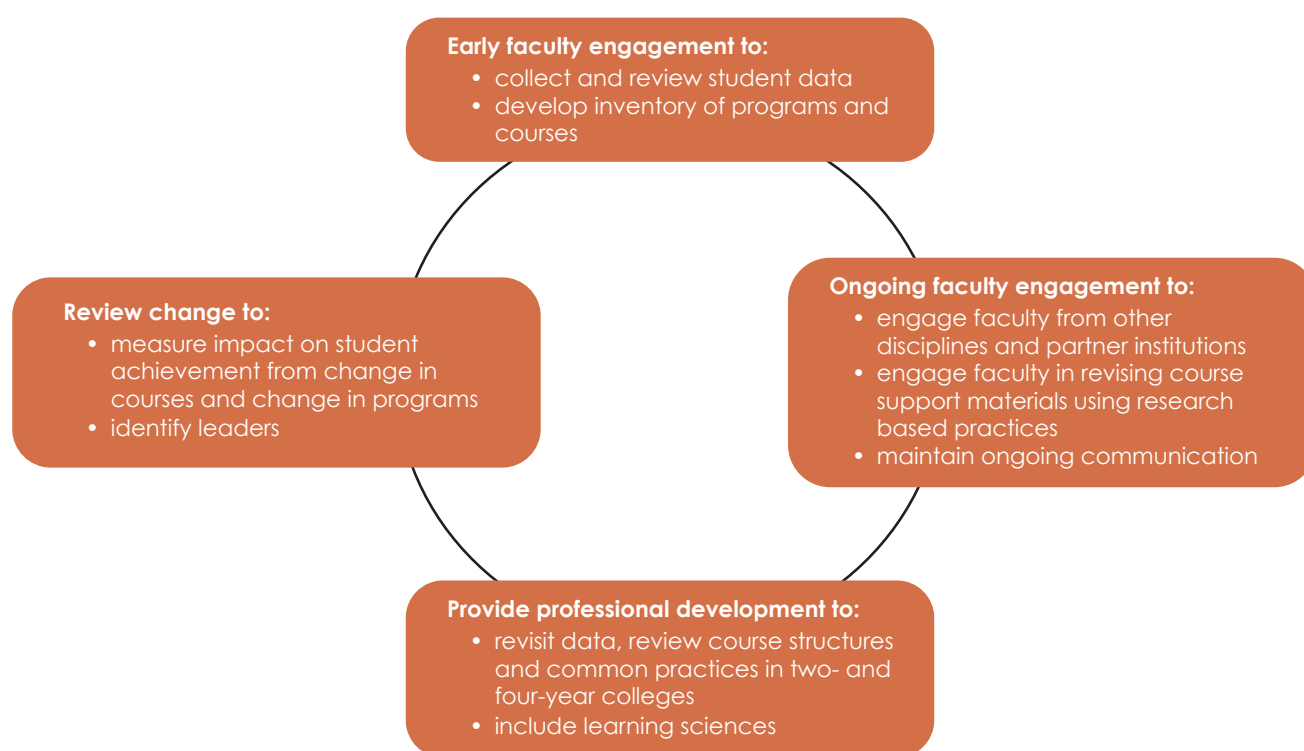 Early faculty engagement to:
• collect and review student data
• develop inventory of programs and
courses
Ongoing faculty engagement to:
• engage faculty from other
disciplines and partner institutions
• engage faculty in revising course
support materials using research
based practices
• maintain ongoing communication
Provide professional development to:
• revisit data, review course structures
and common practices in two- and
four-year colleges
• include learning sciences
Review change to:
• measure impact on student
achievement from change in
courses and change in programs
• identify leaders